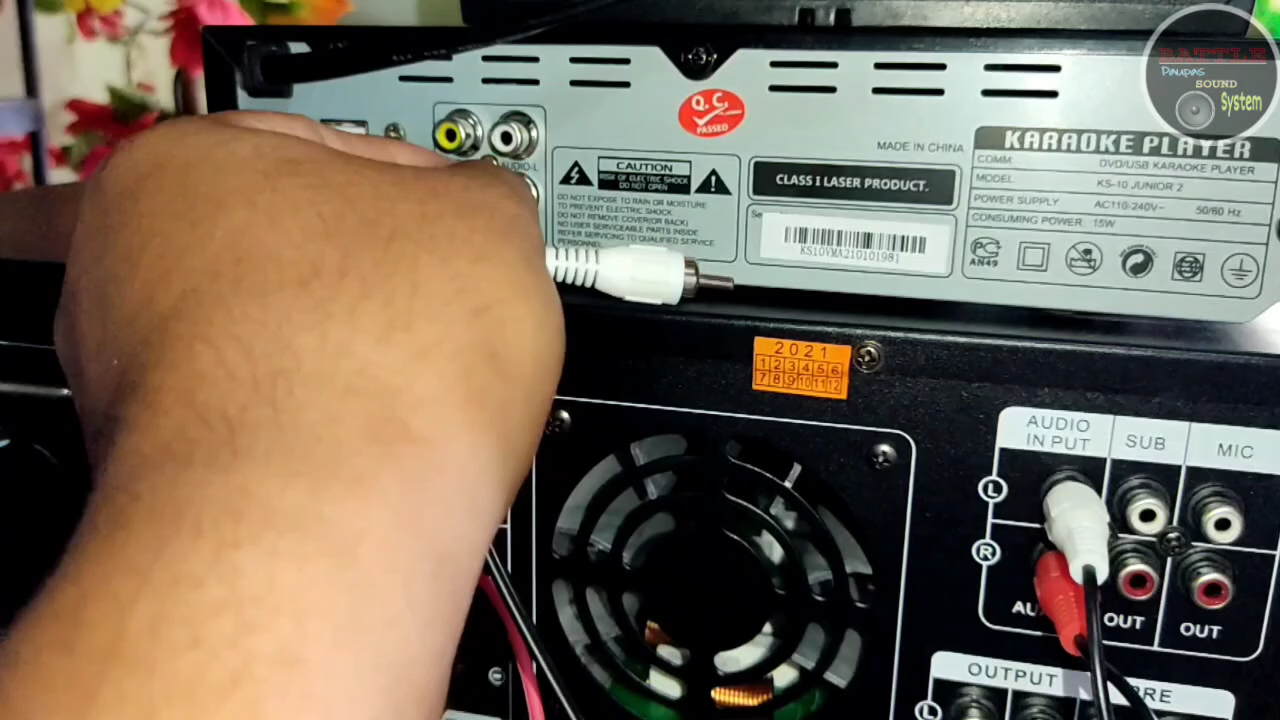 BATTLE
Pinupins
SOUND
System
Q.C.
PASSED
AUDIO-L
MADE IN CHINA
CAUTION
RISK OF ELECTRIC SHOCK
DO NOT OPEN
DO NOT EXPOSE TO RAIN OR MOISTURE
TO PREVENT ELECTRIC SHOCK
DO NOT REMOVE COVER(OR BACK)
NO USER SERVICEABLE PARTS INSIDE
REFER SERVICING TO QUALIFIED SERVICE
PERSONNEL
CLASS I LASER PRODUCT.
KS10VMA210101981
KARAOKE PLAYER
COMM: DVD/USB KARAOKE PLAYER
MODEL KS-10 JUNIOR 2
POWER SUPPLY AC110-240V~ 50/60 Hz
CONSUMING POWER. 15W
PC
AN49
2021
1 2 3 4 5 6
7 8 9 10 11 12
AUDIO
IN PUT
SUB
MIC
L
R
OUT
OUT
OUTPUT
PRE
L